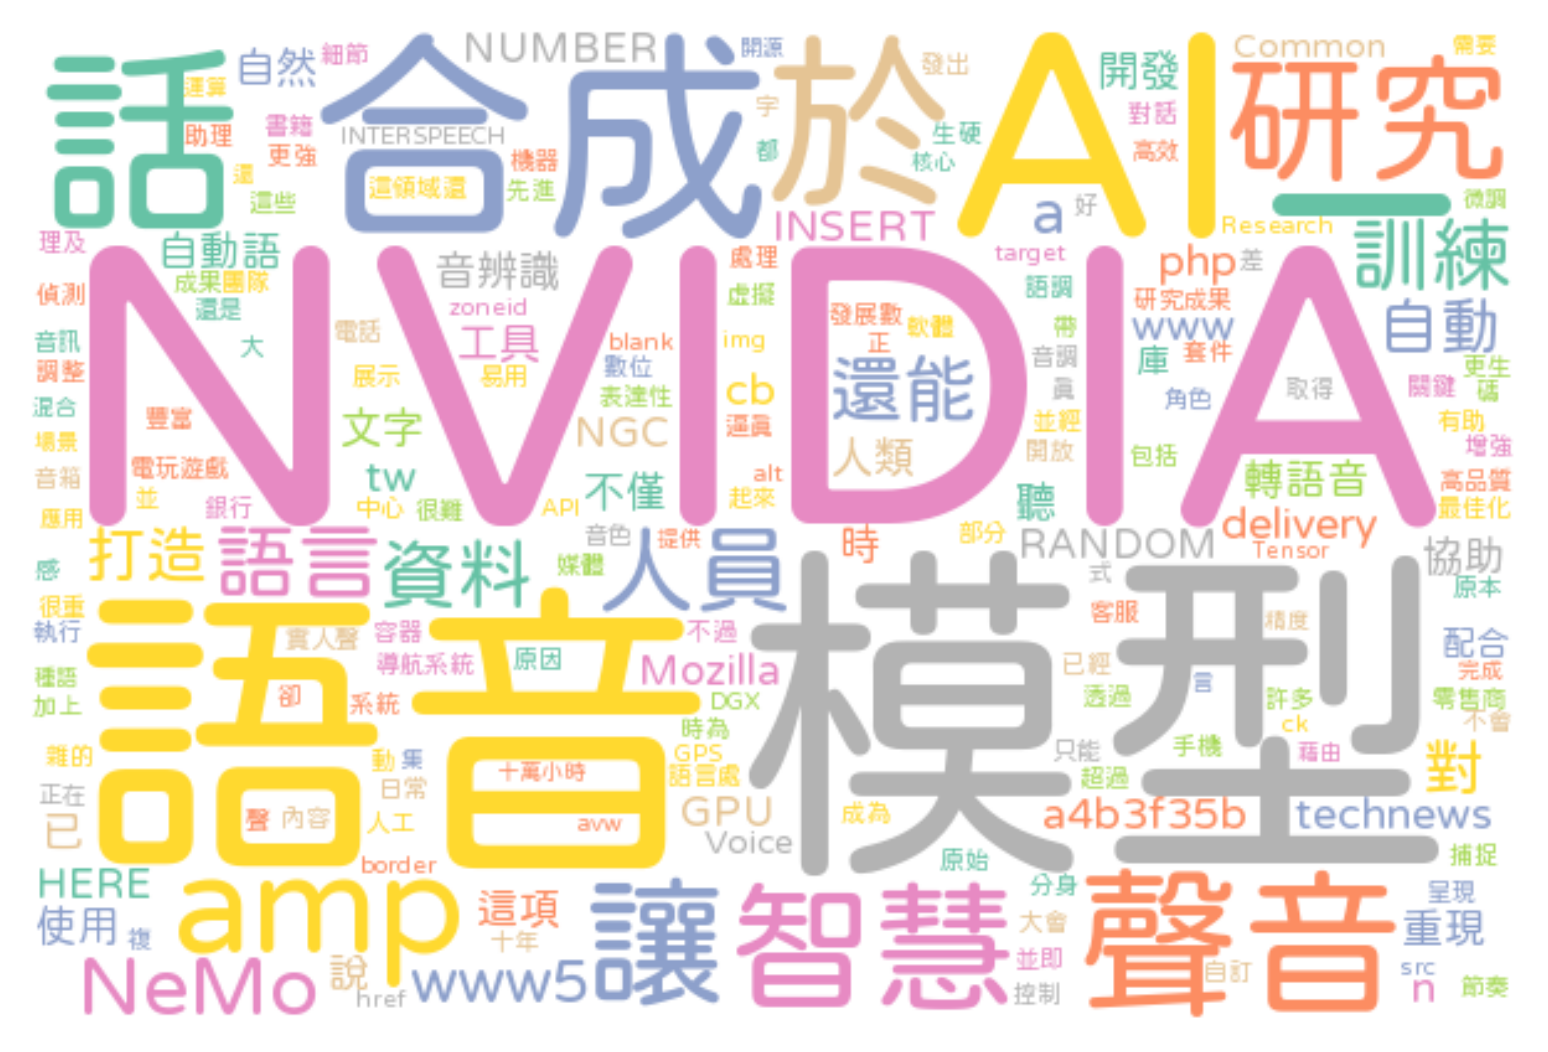 話
合成
於
AI
研究
一
NUMBER
自然
細節
運算
助理
書籍
更強
還
這些
INTERSPEECH
這領域還
機器
先進
開源
字
都
發出
生硬
核心
INSERT
a
好
開發
對話
高效
Common
需要
Research
微調
訓練
理及
自動語
成果團隊
還是
偵測
音訊
調整
混合
場景
音箱
應用
大
NVIDIA
音辨識
zoneid
工具
電話
展示
易用
文字
豐富
電玩遊戲
並
銀行
tw
中心
很難
API
NGC
不僅
blank
數位
表達性
處理
虛擬
img
cb
逼真
alt
起來
發展數
正
軟體
還能
人類
target
語調
帶
音調
真
並經
開放
聽
php
差
研究成果
www
庫
套件
角色
包括
取得
轉語音
自動
更生
碼
關鍵
有助
增強
高品質
最佳化
delivery
Tensor
打造
語言
資料
音色
提供
媒體
人員
時
部分
RANDOM
協助
原本
感
很重
執行
種語
加上
雜的
正在
已
語音
實人聲
容器
導航系統
卻
系統
原因
不過
Mozilla
DGX
時為
GPS
語言處
GPU
Voice
模型
式
客服
精度
已經
言
透過
許多
ck
只能
手機
藉由
超過
配合
完成
零售商
不會
對
動
集
日常
人工
聲
內容
十萬小時
avw
border
成為
a4b3f35b
technews
原始
捕捉
HERE
使用
複
amp
這項
十年
讓
智慧
分身
大會
並即
控制
聲音
自訂
呈現
重現
src
n
節奏
NeMo
說
href
www5